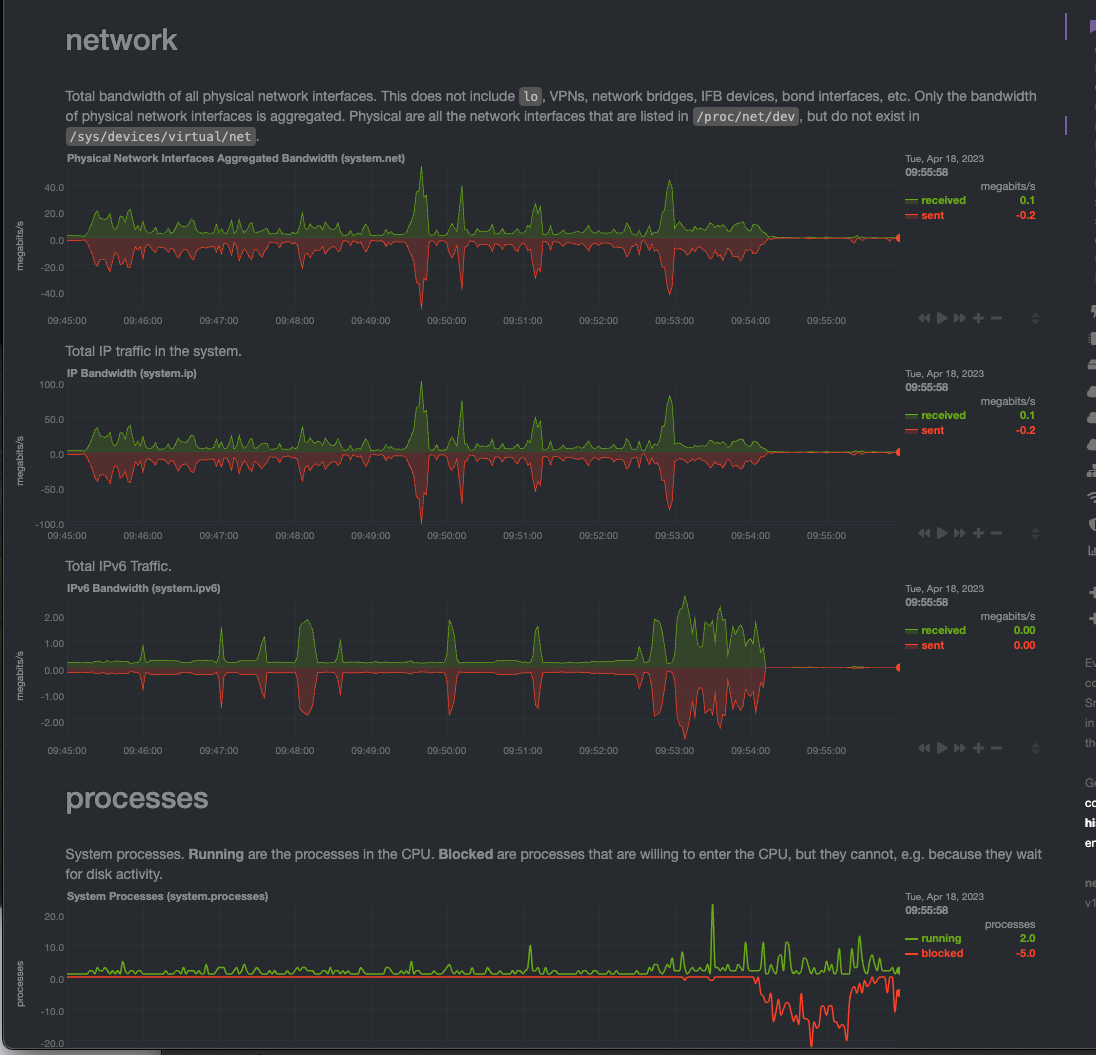 network
Total bandwidth of all physical network interfaces. This does not include lo, VPNs, network bridges, IFB devices, bond interfaces, etc. Only the bandwidth
of physical network interfaces is aggregated. Physical are all the network interfaces that are listed in /proc/net/dev, but do not exist in
/sys/devices/virtual/net.
Physical Network Interfaces Aggregated Bandwidth (system.net)
Tue, Apr 18, 2023
09:55:58
megabits/s
received 0.1
sent -0.2
megabits/s
40.0
20.0
0.0
-20.0
-40.0
09:45:00 09:46:00 09:47:00 09:48:00 09:49:00 09:50:00 09:51:00 09:52:00 09:53:00 09:54:00 09:55:00
Total IP traffic in the system.
IP Bandwidth (system.ip)
Tue, Apr 18, 2023
09:55:58
megabits/s
received 0.1
sent -0.2
megabits/s
100.0
50.0
0.0
-50.0
-100.0
09:45:00 09:46:00 09:47:00 09:48:00 09:49:00 09:50:00 09:51:00 09:52:00 09:53:00 09:54:00 09:55:00
Total IPv6 Traffic.
IPv6 Bandwidth (system.ipv6)
Tue, Apr 18, 2023
09:55:58
megabits/s
received 0.00
sent 0.00
megabits/s
2.00
1.00
0.00
-1.00
-2.00
09:45:00 09:46:00 09:47:00 09:48:00 09:49:00 09:50:00 09:51:00 09:52:00 09:53:00 09:54:00 09:55:00
processes
System processes. Running are the processes in the CPU. Blocked are processes that are willing to enter the CPU, but they cannot, e.g. because they wait
for disk activity.
System Processes (system.processes)
Tue, Apr 18, 2023
09:55:58
processes
running 2.0
blocked -5.0
processes
20.0
10.0
0.0
-10.0
-20.0